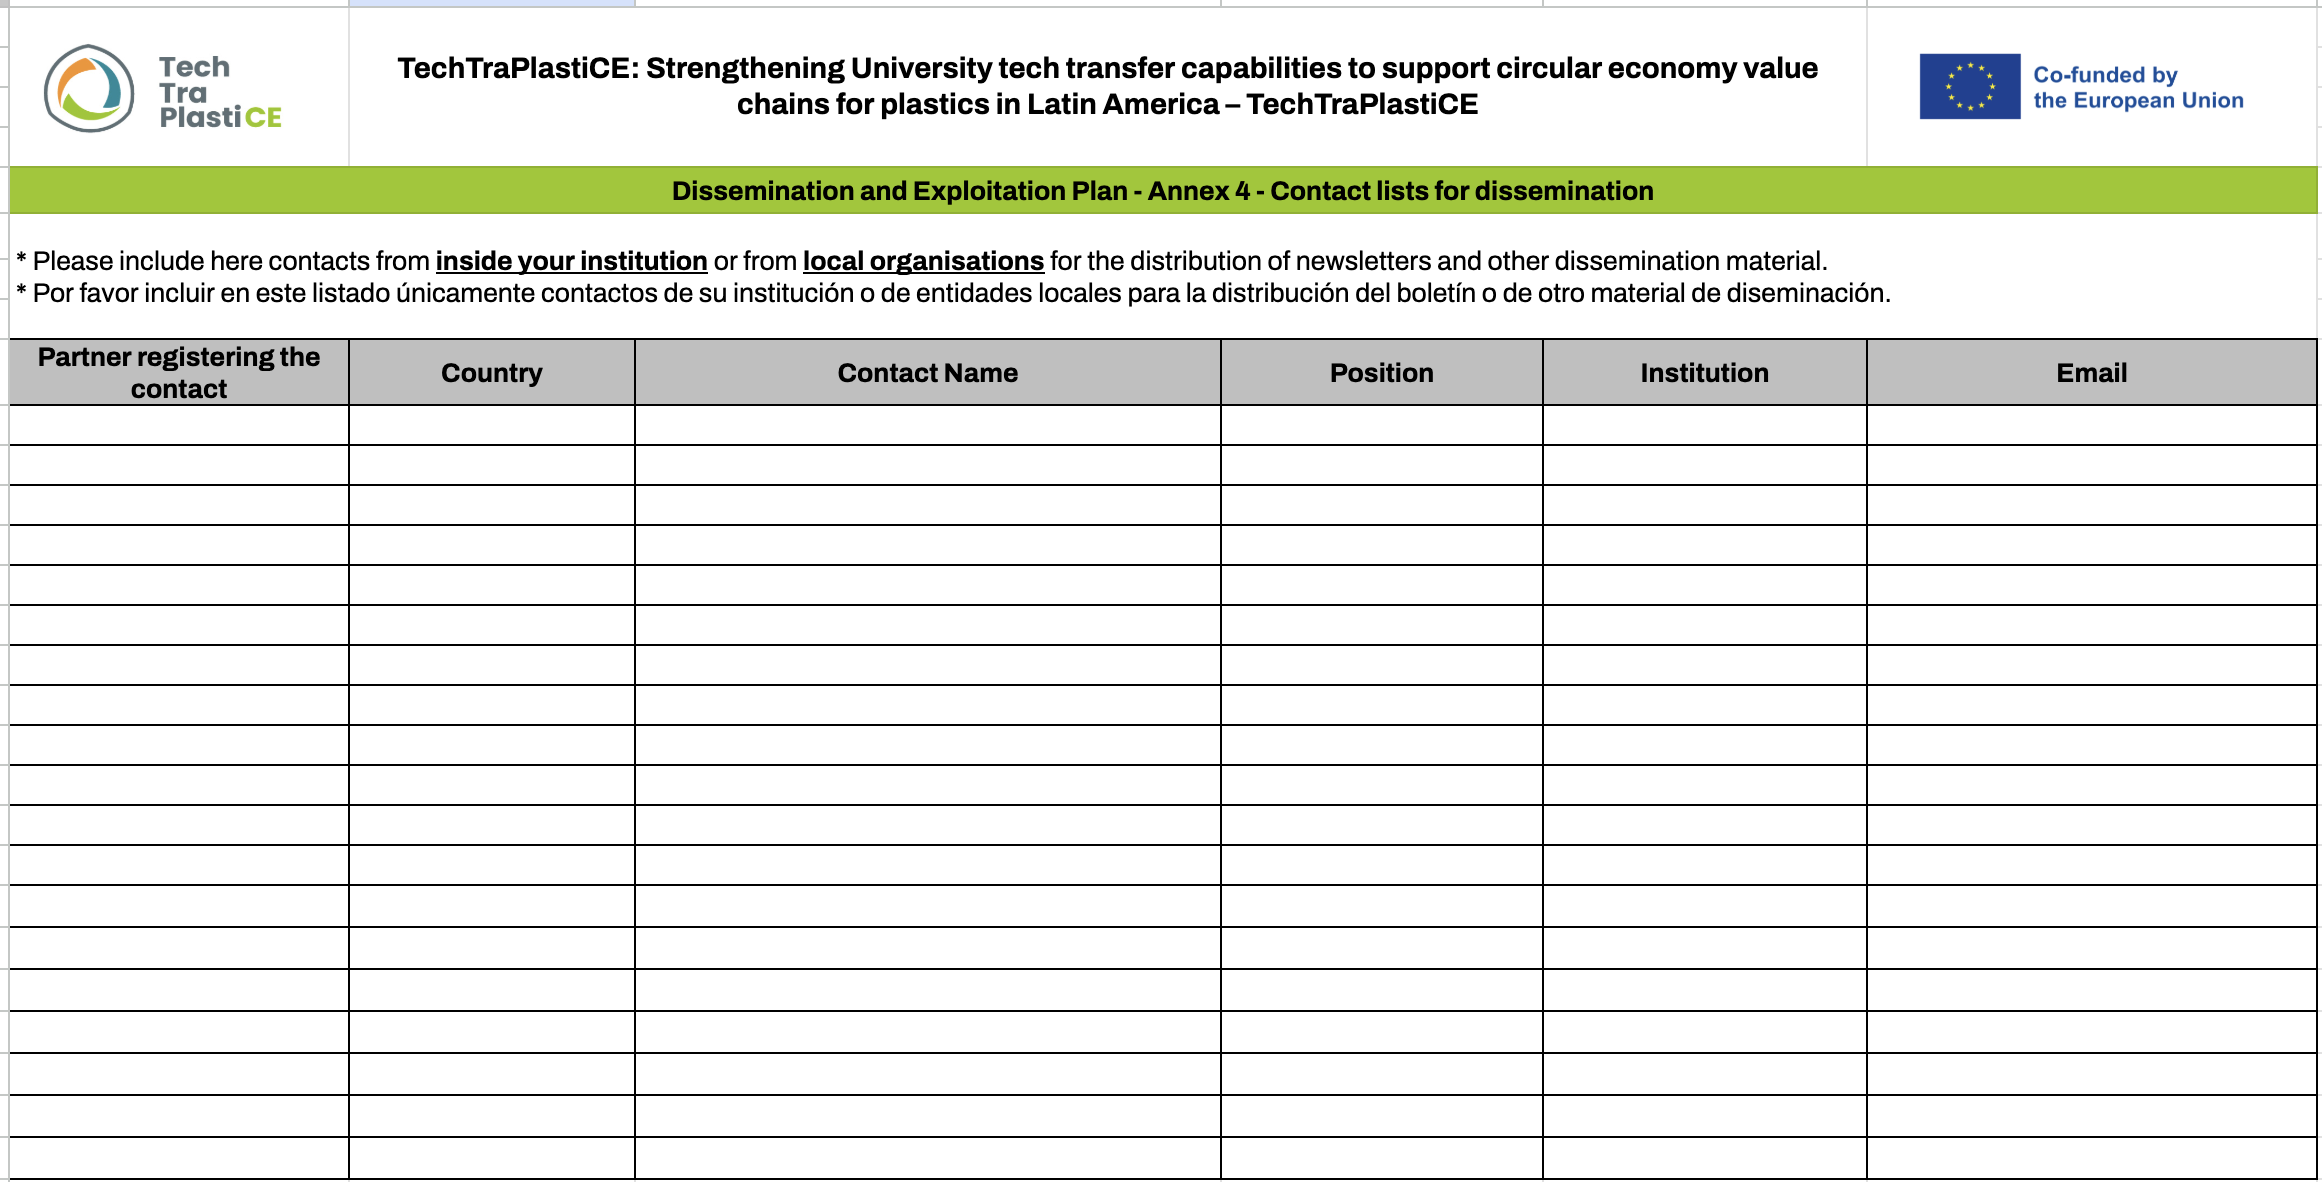 Tech
Tra
PlastiCE
TechTraPlastiCE: Strengthening University tech transfer capabilities to support circular economy value
chains for plastics in Latin America – TechTraPlastiCE
Co-funded by
the European Union
Dissemination and Exploitation Plan - Annex 4 - Contact lists for dissemination
* Please include here contacts from inside your institution or from local organisations for the distribution of newsletters and other dissemination material.
* Por favor incluir en este listado únicamente contactos de su institución o de entidades locales para la distribución del boletín o de otro material de diseminación.
Partner registering the
contact
Country
Contact Name
Position
Institution
Email